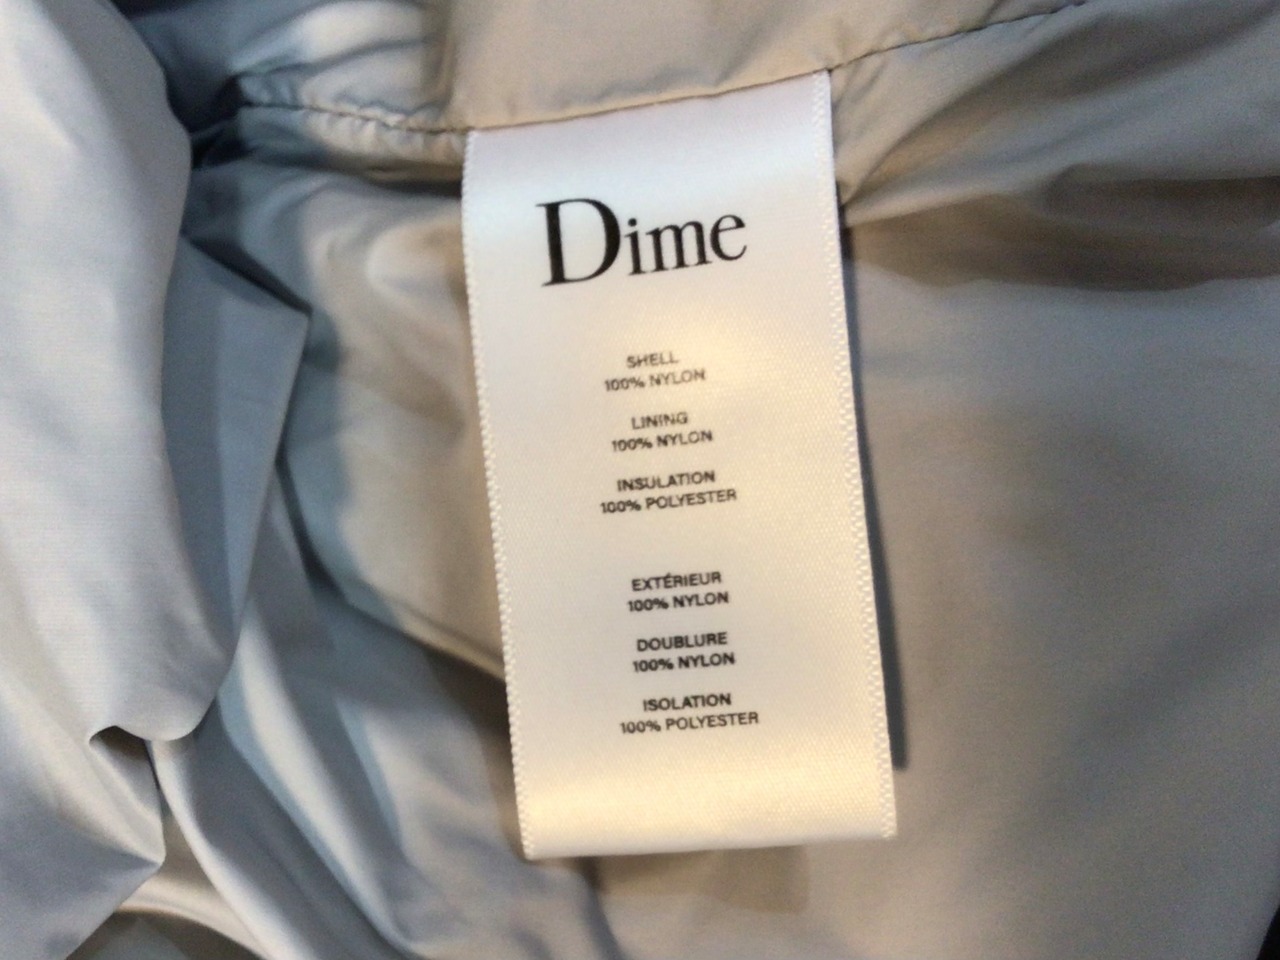 Dime
SHELL
100% NYLON
LINING
100% NYLON
INSULATION
100% POLYESTER
EXTÉRIEUR
100% NYLON
DOUBLURE
100% NYLON
ISOLATION
100% POLYESTER